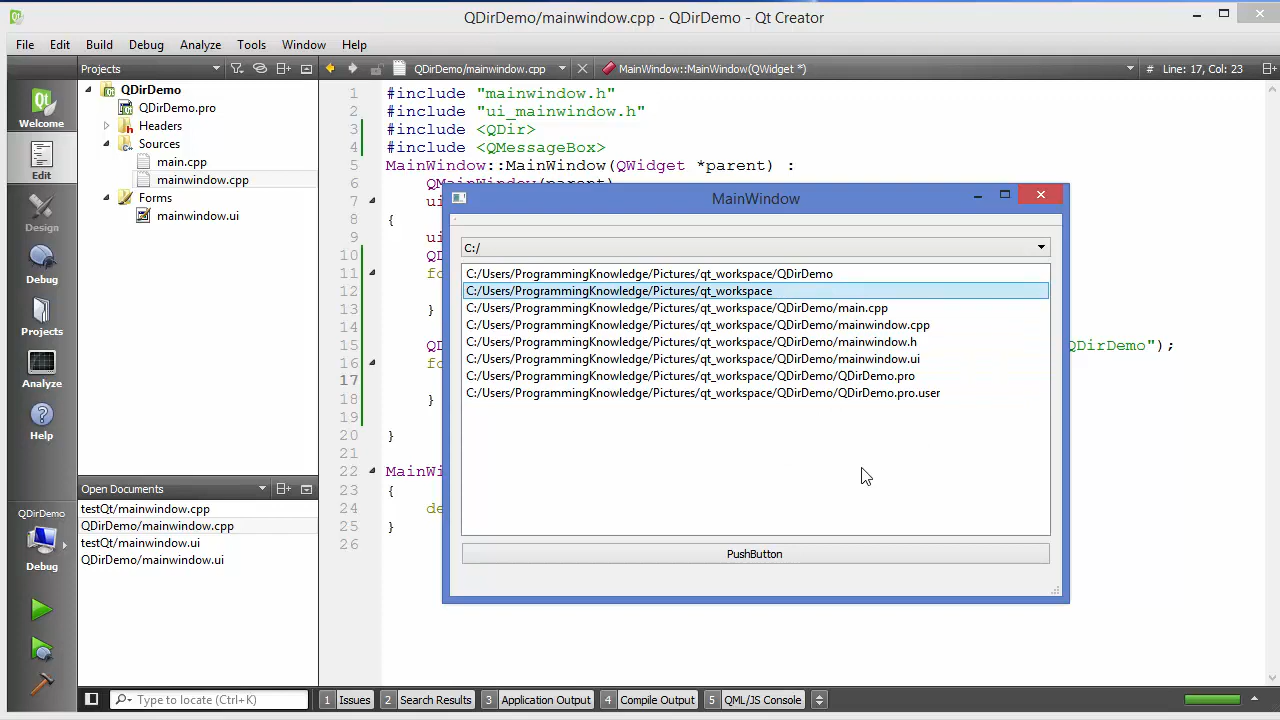 QDirDemo/mainwindow.cpp - QDirDemo - Qt Creator
File Edit Build Debug Analyze Tools Window Help
Projects
QDirDemo/mainwindow.cpp
MainWindow::MainWindow(QWidget *)
# Line: 17, Col: 23
Welcome
Edit
Design
Debug
Projects
Analyze
Help
QDirDemo
Debug
QDirDemo
QDirDemo.pro
Headers
Sources
main.cpp
mainwindow.cpp
Forms
mainwindow.ui
Open Documents
testQt/mainwindow.cpp
QDirDemo/mainwindow.cpp
testQt/mainwindow.ui
QDirDemo/mainwindow.ui
1 #include "mainwindow.h"
2 #include "ui_mainwindow.h"
3 #include <QDir>
4 #include <QMessageBox>
5 MainWindow::MainWindow(QWidget *parent) :
6 QMainWindow(parent)
7 ui
8 {
9 ui
10 QD
11 fo
12
13 }
14
15 QD QDirDemo");
16 fo
17
18 }
19
20 }
21
22 MainWi
23 {
24 de
25 }
26
MainWindow
C:/
C:/Users/ProgrammingKnowledge/Pictures/qt_workspace/QDirDemo
C:/Users/ProgrammingKnowledge/Pictures/qt_workspace
C:/Users/ProgrammingKnowledge/Pictures/qt_workspace/QDirDemo/main.cpp
C:/Users/ProgrammingKnowledge/Pictures/qt_workspace/QDirDemo/mainwindow.cpp
C:/Users/ProgrammingKnowledge/Pictures/qt_workspace/QDirDemo/mainwindow.h
C:/Users/ProgrammingKnowledge/Pictures/qt_workspace/QDirDemo/mainwindow.ui
C:/Users/ProgrammingKnowledge/Pictures/qt_workspace/QDirDemo/QDirDemo.pro
C:/Users/ProgrammingKnowledge/Pictures/qt_workspace/QDirDemo/QDirDemo.pro.user
PushButton
Type to locate (Ctrl+K)
1 Issues 2 Search Results 3 Application Output 4 Compile Output 5 QML/JS Console